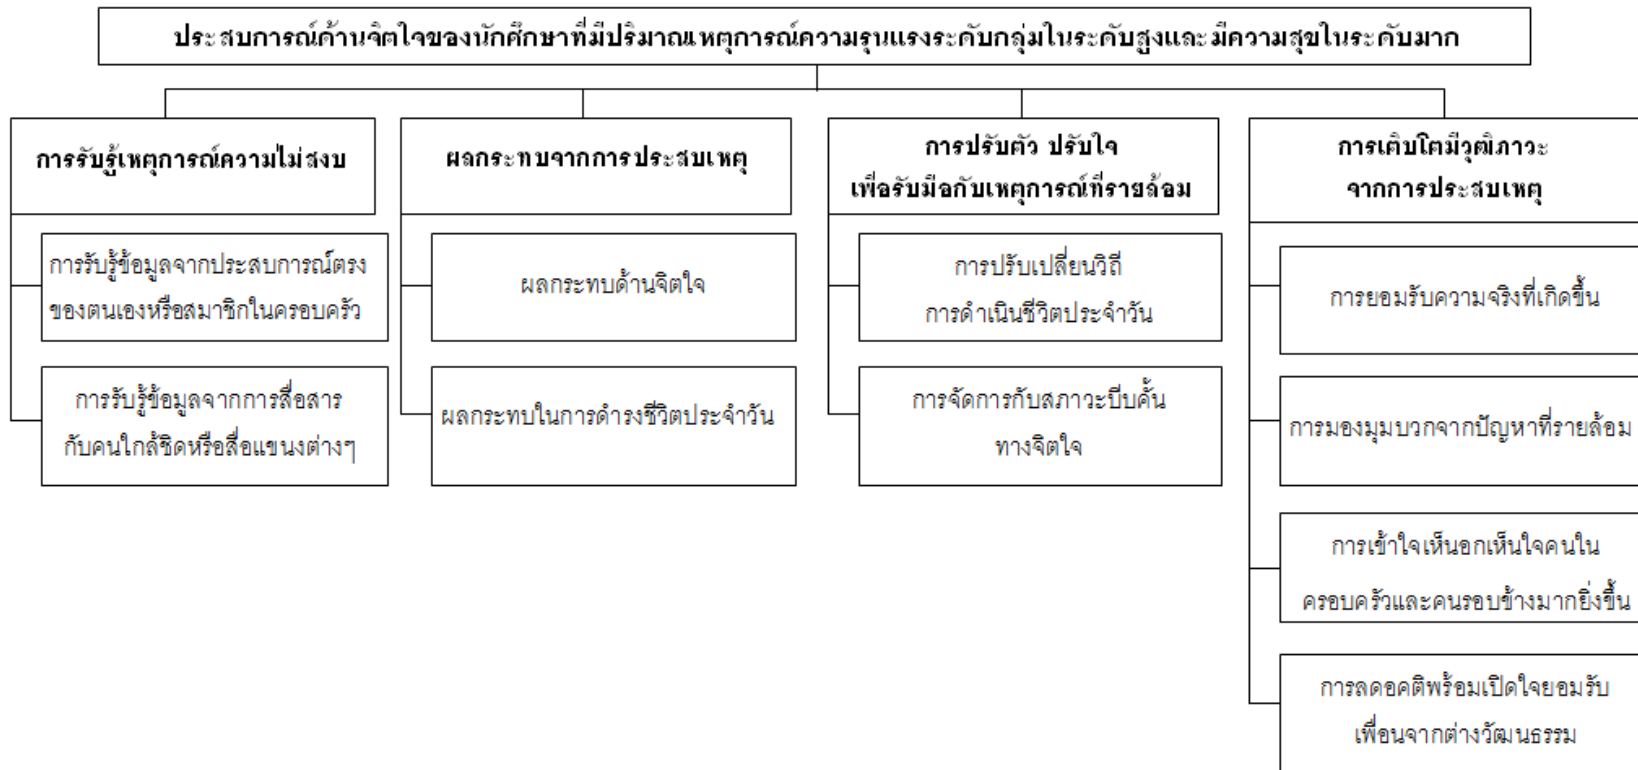 ประสบการณ์ด้านจิตใจของนักศึกษาที่มีปริมาณเหตุการณ์ความรุนแรงระดับกลุ่มในระดับสูงและมีความสุขในระดับมาก
การรับรู้เหตุการณ์ความไม่สงบ
การรับรู้ข้อมูลจากประสบการณ์ตรง
ของตนเองหรือสมาชิกในครอบครัว
การรับรู้ข้อมูลจากการสื่อสาร
กับคนใกล้ชิดหรือสื่อแขนงต่างๆ
ผลกระทบจากการประสบเหตุ
ผลกระทบด้านจิตใจ
ผลกระทบในการดำรงชีวิตประจำวัน
การปรับตัว ปรับใจ
เพื่อรับมือกับเหตุการณ์ที่รายล้อม
การปรับเปลี่ยนวิถี
การดำเนินชีวิตประจำวัน
การจัดการกับสภาวะบีบคั้น
ทางจิตใจ
การเติบโตมีวุฒิภาวะ
จากการประสบเหตุ
การยอมรับความจริงที่เกิดขึ้น
การมองมุมบวกจากปัญหาที่รายล้อม
การเข้าใจเห็นอกเห็นใจคนใน
ครอบครัวและคนรอบข้างมากยิ่งขึ้น
การลดอคติพร้อมเปิดใจยอมรับ
เพื่อนจากต่างวัฒนธรรม